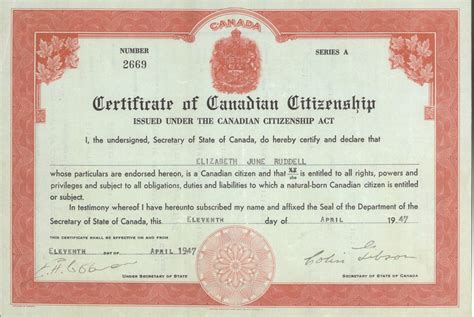 CANADA
NUMBER
2669
SERIES A
Certificate of Canadian Citizenship
ISSUED UNDER THE CANADIAN CITIZENSHIP ACT
I, the undersigned, Secretary of State of Canada, do hereby certify and declare that
ELIZABETH JUNE RUDDELL
whose particulars are endorsed hereon, is a Canadian citizen and that she is entitled to all rights, powers and
privileges and subject to all obligations, duties and liabilities to which a natural-born Canadian citizen is entitled
or subject.
In testimony whereof I have hereunto subscribed my name and affixed the Seal of the Department of the
Secretary of State of Canada, this ELEVENTH day of APRIL 1947
THIS CERTIFICATE SHALL BE EFFECTIVE ON AND FROM
ELEVENTH APRIL 1947
Colin Gibson
UNDER SECRETARY OF STATE
SECRETARY OF STATE OF CANADA